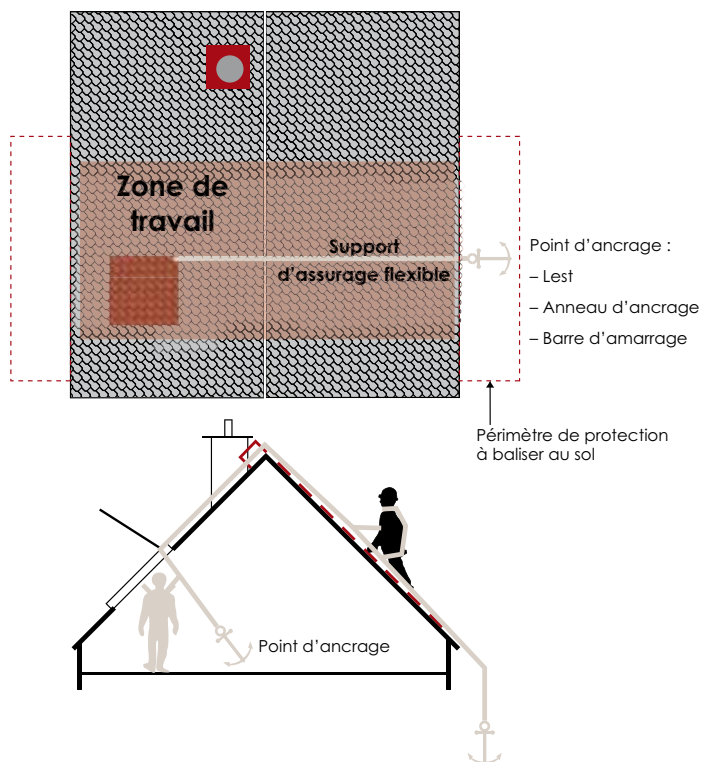 Zone de
travail
Support
d’assurage flexible
Point d’ancrage :
– Lest
– Anneau d’ancrage
– Barre d’amarrage
Périmètre de protection
à baliser au sol
Point d’ancrage